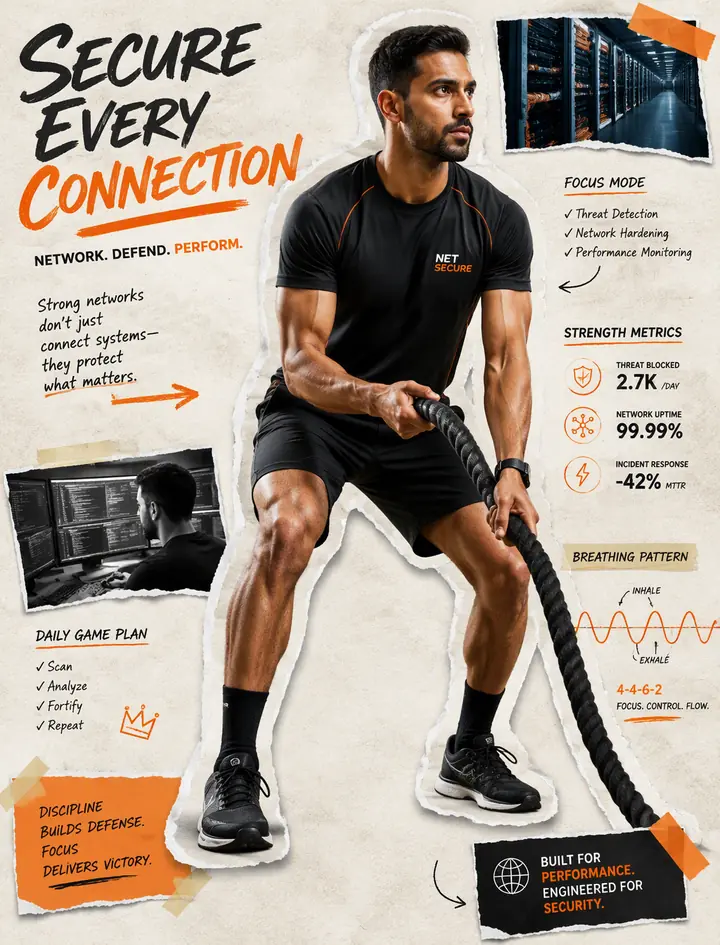 SECURE
EVERY
CONNECTION
NETWORK. DEFEND. PERFORM.
Strong networks
don't just
connect systems—
they protect
what matters.
NET
SECURE
FOCUS MODE
✓ Threat Detection
✓ Network Hardening
✓ Performance Monitoring
STRENGTH METRICS
THREAT BLOCKED
2.7K /DAY
NETWORK UPTIME
99.99%
INCIDENT RESPONSE
-42% MTTR
BREATHING PATTERN
INHALE
EXHALE
4-4-6-2
FOCUS. CONTROL. FLOW.
DAILY GAME PLAN
✓ Scan
✓ Analyze
✓ Fortify
✓ Repeat
DISCIPLINE
BUILDS DEFENSE.
FOCUS
DELIVERS VICTORY.
BUILT FOR
PERFORMANCE.
ENGINEERED FOR
SECURITY.